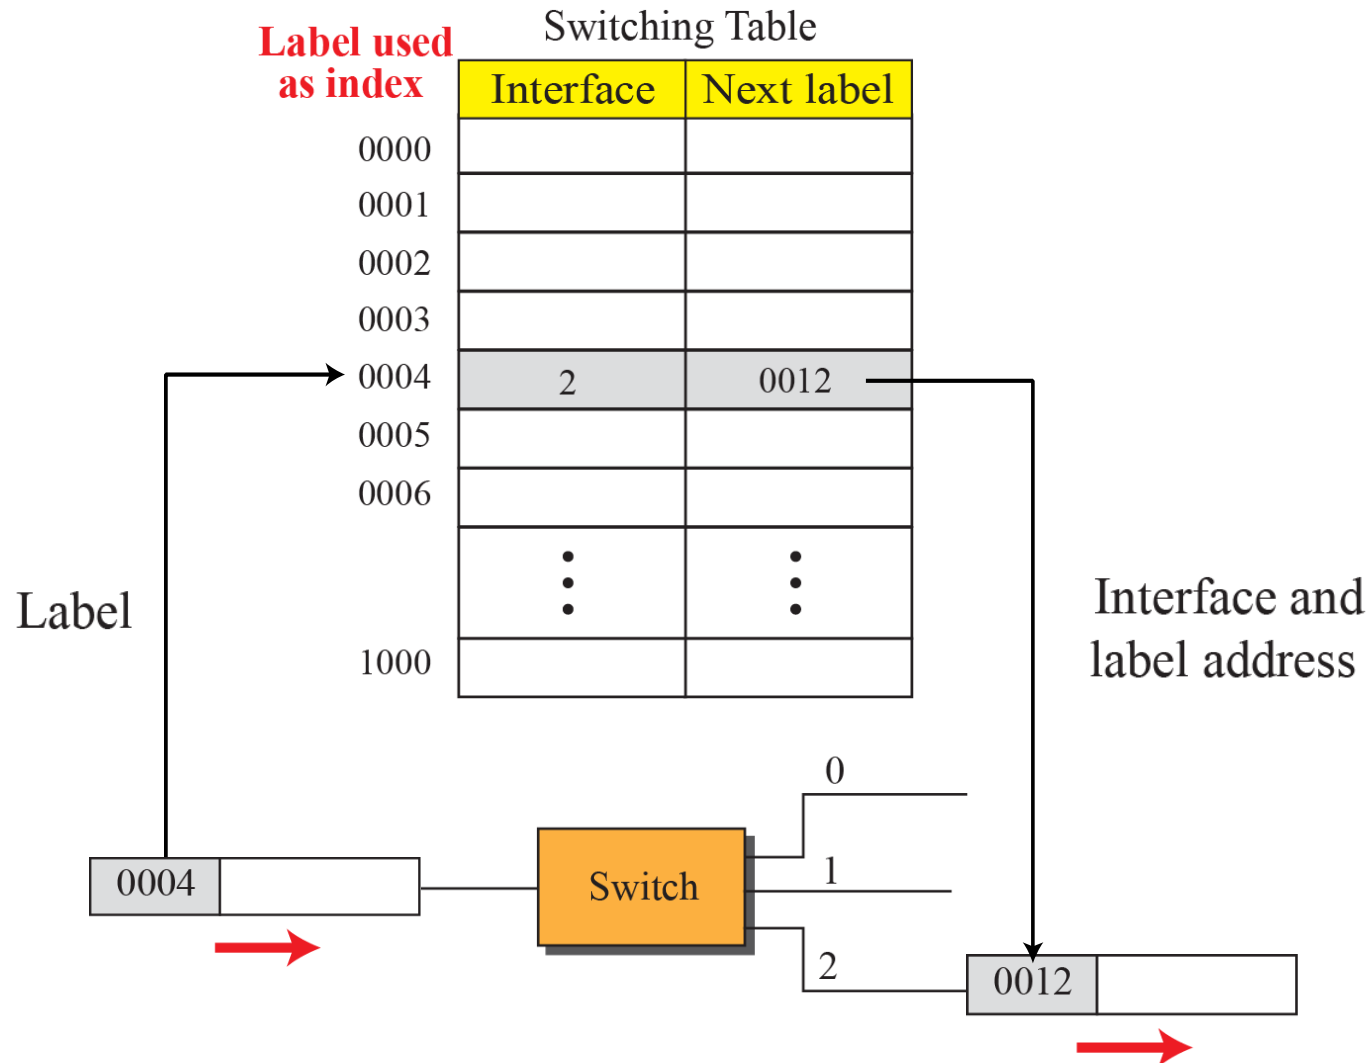 Switching Table
Label used
as index
Interface Next label
0000
0001
0002
0003
0004 2 0012
0005
0006
1000
Label
Interface and
label address
0
1
2
0004
Switch
0012